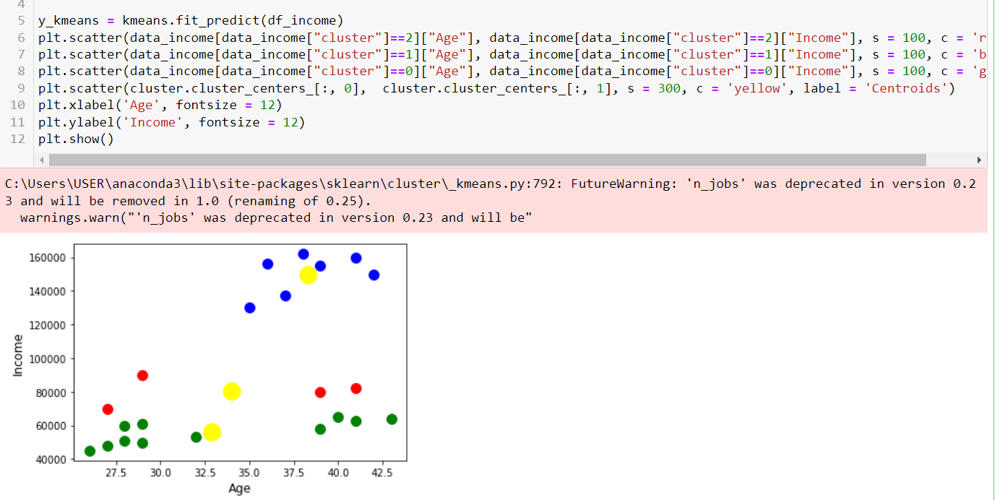 4
5 y_kmeans = kmeans.fit_predict(df_income)
6 plt.scatter(data_income[data_income["cluster"]==2]["Age"], data_income[data_income["cluster"]==2]["Income"], s = 100, c = 'r
7 plt.scatter(data_income[data_income["cluster"]==1]["Age"], data_income[data_income["cluster"]==1]["Income"], s = 100, c = 'b
8 plt.scatter(data_income[data_income["cluster"]==0]["Age"], data_income[data_income["cluster"]==0]["Income"], s = 100, c = 'g
9 plt.scatter(cluster.cluster_centers_[:, 0],  cluster.cluster_centers_[:, 1], s = 300, c = 'yellow', label = 'Centroids')
10 plt.xlabel('Age', fontsize = 12)
11 plt.ylabel('Income', fontsize = 12)
12 plt.show()
C:\Users\USER\anaconda3\lib\site-packages\sklearn\cluster\_kmeans.py:792: FutureWarning: 'n_jobs' was deprecated in version 0.2
3 and will be removed in 1.0 (renaming of 0.25).
  warnings.warn("'n_jobs' was deprecated in version 0.23 and will be"
160000
140000
120000
100000
80000
60000
40000
Income
27.5 30.0 32.5 35.0 37.5 40.0 42.5
Age